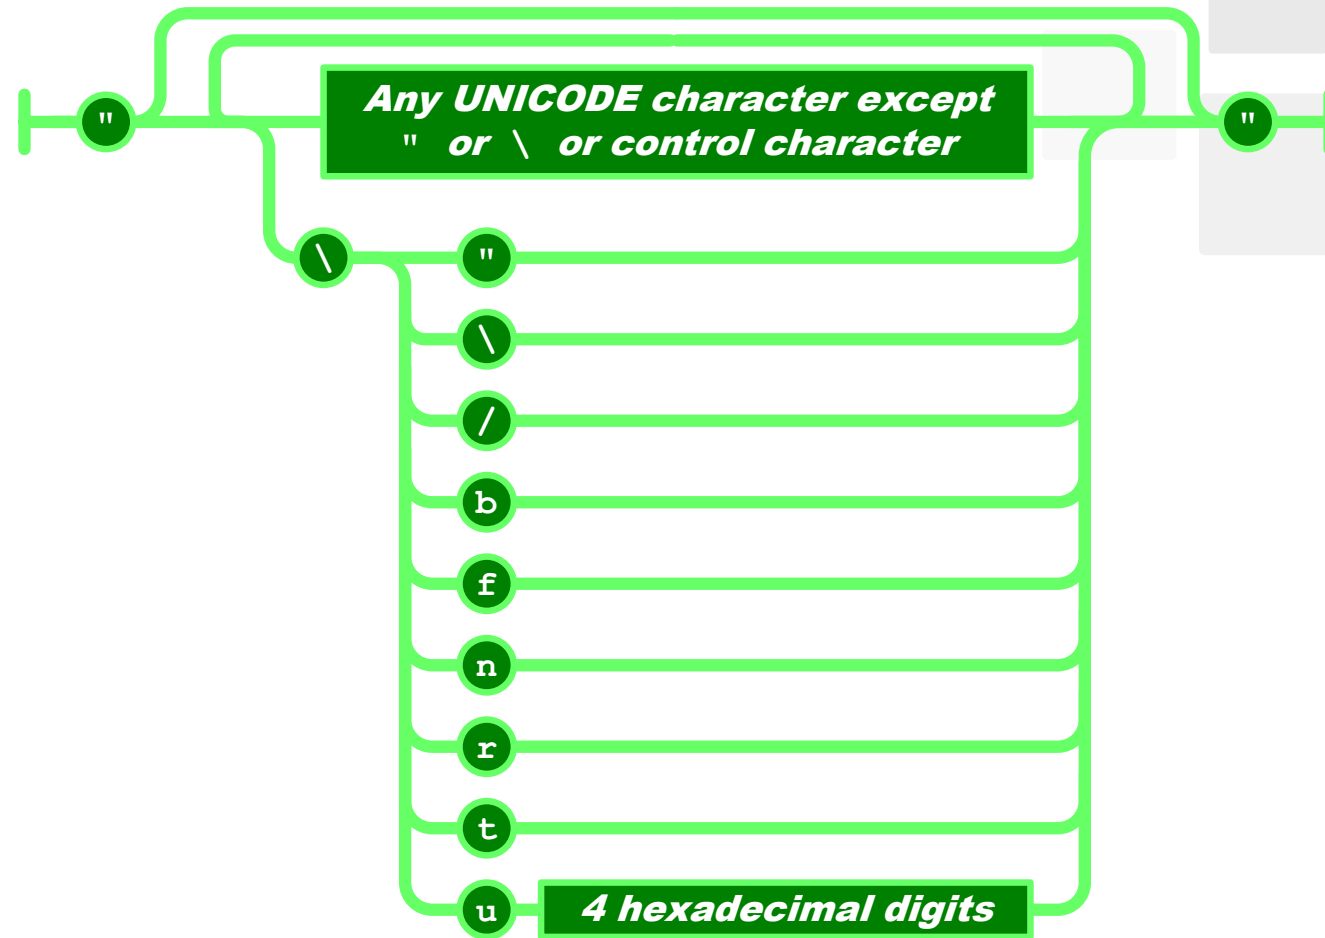 "
Any UNICODE character except
" or \ or control character
"
\
"
\
/
b
f
n
r
t
u
4 hexadecimal digits